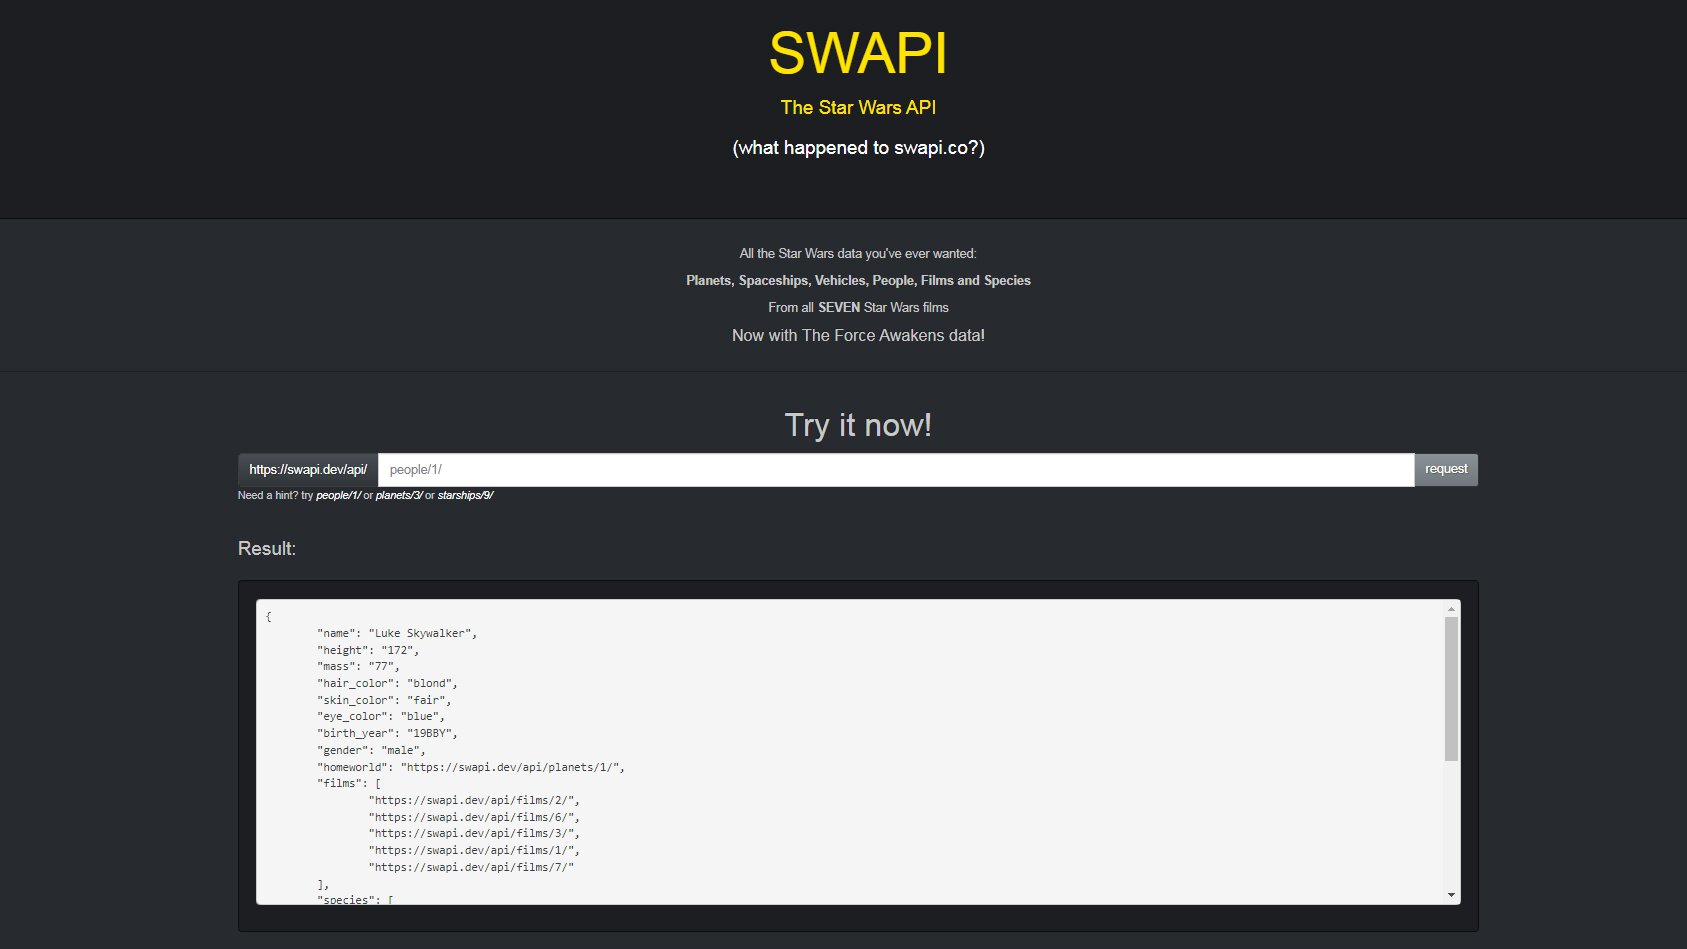 SWAPI
The Star Wars API
(what happened to swapi.co?)
All the Star Wars data you've ever wanted:
Planets, Spaceships, Vehicles, People, Films and Species
From all SEVEN Star Wars films
Now with The Force Awakens data!
Try it now!
https://swapi.dev/api/ people/1/ request
Need a hint? try people/1/ or planets/3/ or starships/9/
Result:
{
"name": "Luke Skywalker",
"height": "172",
"mass": "77",
"hair_color": "blond",
"skin_color": "fair",
"eye_color": "blue",
"birth_year": "19BBY",
"gender": "male",
"homeworld": "https://swapi.dev/api/planets/1/",
"films": [
"https://swapi.dev/api/films/2/",
"https://swapi.dev/api/films/6/",
"https://swapi.dev/api/films/3/",
"https://swapi.dev/api/films/1/",
"https://swapi.dev/api/films/7/"
],
"species": [